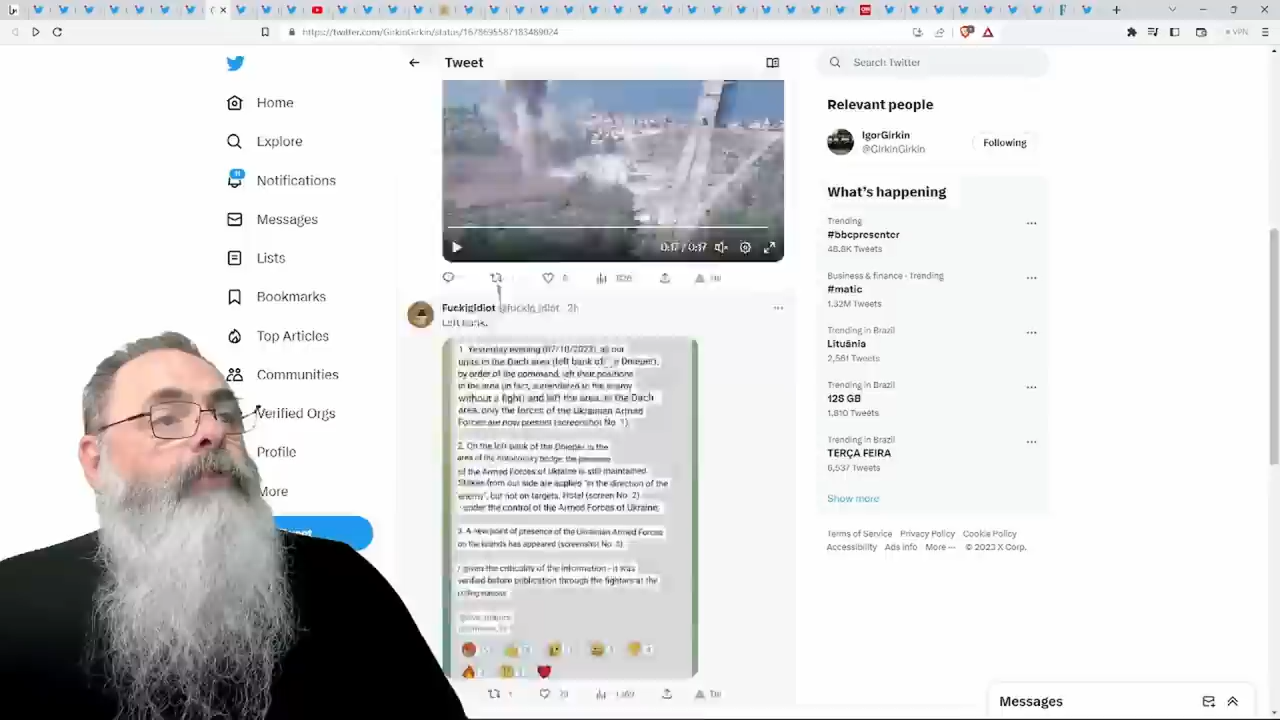 https://twitter.com/GirkinGirkin/status/1678695587183489024
VPN
Home
Explore
11
Notifications
Messages
Lists
Bookmarks
Top Articles
Communities
Verified Orgs
Profile
More
Tweet
0:17 / 0:17
Fuckigidiot @fuckig_idiot · 2h
Left bank.
1. Yesterday evening (07/10/2023), all our
units in the Dach area (left bank of the Dnieper),
by order of the command, left their positions
in the area (in fact, surrendered to the enemy
without a fight) and left the area. In the Dach
area, only the forces of the Ukrainian Armed
Forces are now present (screenshot No. 1).
2. On the left bank of the Dnieper in the
area of the bridge, the presence
of the Armed Forces of Ukraine is still maintained.
Strikes from our side are applied "in the direction of the
enemy", but not on targets. Hotel (screen No. 2)
- under the control of the Armed Forces of Ukraine.
3. A new point of presence of the Ukrainian Armed Forces
on the islands has appeared (screenshot No. 3).
given the criticality of the information - it was
verified before publication through the fighters at the
Search Twitter
Relevant people
IgorGirkin
@GirkinGirkin
Following
What's happening
Trending
#bbcpresenter
48.8K Tweets
Business & finance · Trending
#matic
1.32M Tweets
Trending in Brazil
Lituânia
2,561 Tweets
Trending in Brazil
128 GB
1,810 Tweets
Trending in Brazil
TERÇA FEIRA
6,537 Tweets
Show more
Terms of Service Privacy Policy Cookie Policy
Accessibility Ads info More ··· © 2023 X Corp.
Messages